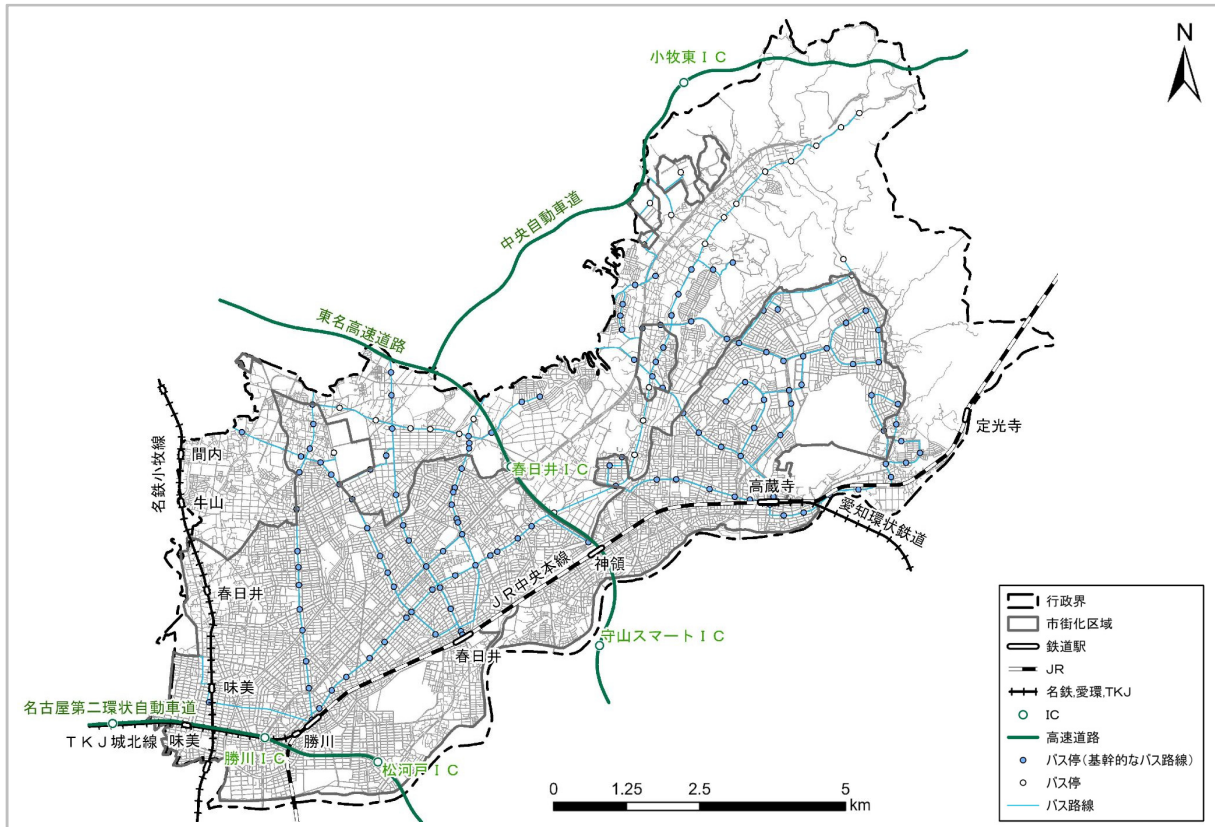 小牧東ＩＣ
N
中央自動車道
東名高速道路
名鉄小牧線
間内
牛山
春日井ＩＣ
定光寺
高蔵寺
愛知環状鉄道
ＪＲ中央本線
神領
春日井
春日井
守山スマートＩＣ
味美
名古屋第二環状自動車道
ＴＫＪ城北線
味美
勝川
勝川ＩＣ
松河戸ＩＣ
0 1.25 2.5 5
km
行政界
市街化区域
鉄道駅
JR
名鉄,愛環,TKJ
IC
高速道路
バス停(基幹的なバス路線)
バス停
バス路線